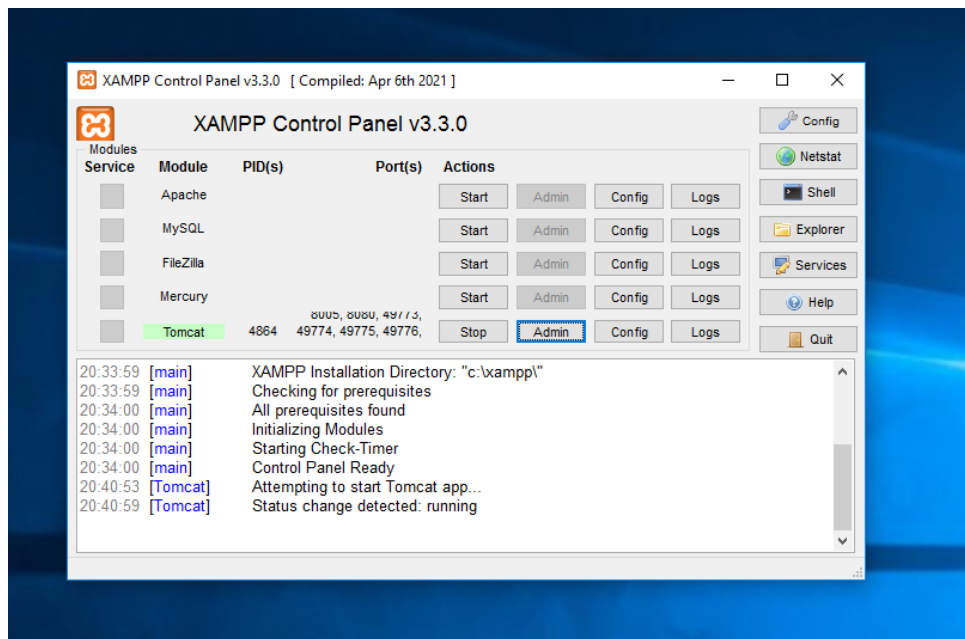 XAMPP Control Panel v3.3.0 [ Compiled: Apr 6th 2021 ]
XAMPP Control Panel v3.3.0
Config
Modules
Service Module PID(s) Port(s) Actions
Netstat
Apache Start Admin Config Logs
Shell
MySQL Start Admin Config Logs
Explorer
FileZilla Start Admin Config Logs
Services
Mercury Start Admin Config Logs
Help
8005, 8080, 49773,
Tomcat 4864 49774, 49775, 49776, Stop Admin Config Logs
Quit
20:33:59 [main] XAMPP Installation Directory: "c:\xampp\"
20:33:59 [main] Checking for prerequisites
20:34:00 [main] All prerequisites found
20:34:00 [main] Initializing Modules
20:34:00 [main] Starting Check-Timer
20:34:00 [main] Control Panel Ready
20:40:53 [Tomcat] Attempting to start Tomcat app...
20:40:59 [Tomcat] Status change detected: running